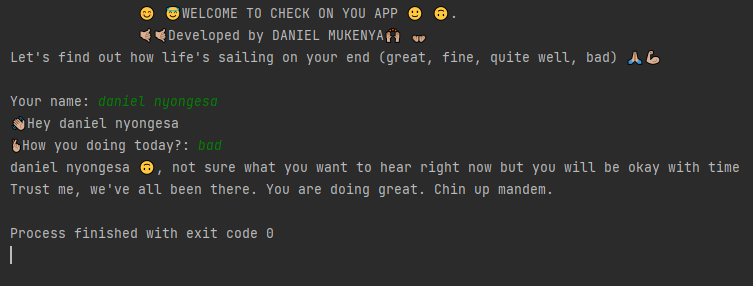 😊 😇WELCOME TO CHECK ON YOU APP 🙂 🙃.
🤙🏽🤙🏽Developed by DANIEL MUKENYA🙌🏽 👐🏽
Let's find out how life's sailing on your end (great, fine, quite well, bad) 🙏🏽💪🏽
Your name: daniel nyongesa
👋🏽Hey daniel nyongesa
How you doing today?: bad
daniel nyongesa 🙃, not sure what you want to hear right now but you will be okay with time
Trust me, we've all been there. You are doing great. Chin up mandem.
Process finished with exit code 0